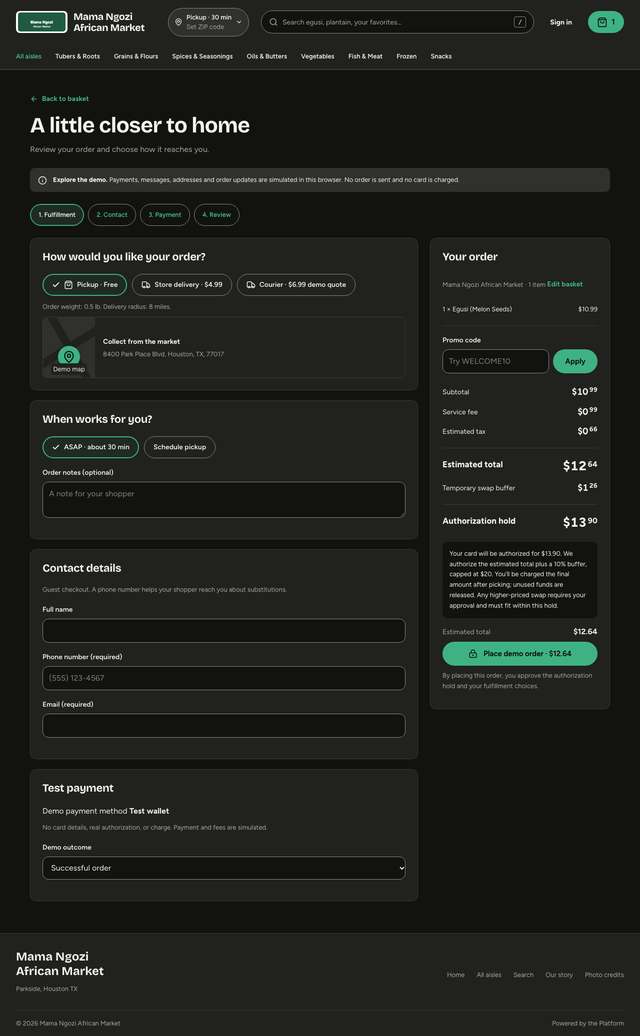 Mama Ngozi
African Market
Mama Ngozi
African Market
Pickup · 30 min
Set ZIP code
Search egusi, plantain, your favorites...
/
Sign in
1
All aisles
Tubers & Roots
Grains & Flours
Spices & Seasonings
Oils & Butters
Vegetables
Fish & Meat
Frozen
Snacks
Back to basket
A little closer to home
Review your order and choose how it reaches you.
Explore the demo. Payments, messages, addresses and order updates are simulated in this browser. No order is sent and no card is charged.
1. Fulfillment
2. Contact
3. Payment
4. Review
How would you like your order?
Pickup · Free
Store delivery · $4.99
Courier · $6.99 demo quote
Order weight: 0.5 lb. Delivery radius: 8 miles.
Demo map
Collect from the market
8400 Park Place Blvd, Houston, TX, 77017
When works for you?
ASAP · about 30 min
Schedule pickup
Order notes (optional)
A note for your shopper
Contact details
Guest checkout. A phone number helps your shopper reach you about substitutions.
Full name
Phone number (required)
(555) 123-4567
Email (required)
Test payment
Demo payment method Test wallet
No card details, real authorization, or charge. Payment and fees are simulated.
Demo outcome
Successful order
Your order
Mama Ngozi African Market · 1 item Edit basket
1 × Egusi (Melon Seeds) $10.99
Promo code
Try WELCOME10
Apply
Subtotal $10 99
Service fee $0 99
Estimated tax $0 66
Estimated total $12 64
Temporary swap buffer $1 26
Authorization hold $13 90
Your card will be authorized for $13.90. We
authorize the estimated total plus a 10% buffer,
capped at $20. You'll be charged the final
amount after picking; unused funds are
released. Any higher-priced swap requires your
approval and must fit within this hold.
Estimated total $12.64
Place demo order · $12.64
By placing this order, you approve the authorization
hold and your fulfillment choices.
Mama Ngozi
African Market
Parkside, Houston TX
Home
All aisles
Search
Our story
Photo credits
© 2026 Mama Ngozi African Market
Powered by the Platform